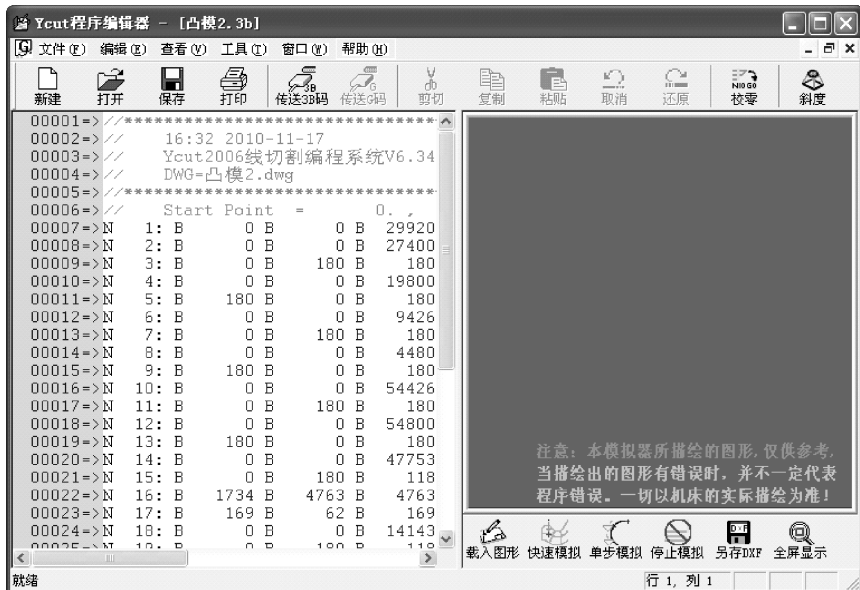 Ycut程序编辑器 - [凸模2.3b]
文件(F) 编辑(E) 查看(V) 工具(T) 窗口(W) 帮助(H)
新建 打开 保存 打印 传送3B码 传送G码 剪切 复制 粘贴 取消 还原 校零 斜度
00001=>//***********************************
00002=>// 16:32 2010-11-17
00003=>// Ycut2006线切割编程系统V6.34
00004=>// DWG=凸模2.dwg
00005=>//***********************************
00006=>// Start Point = 0. ,
00007=>N 1: B 0 B 0 B 29920
00008=>N 2: B 0 B 0 B 27400
00009=>N 3: B 0 B 180 B 180
00010=>N 4: B 0 B 0 B 19800
00011=>N 5: B 180 B 0 B 180
00012=>N 6: B 0 B 0 B 9426
00013=>N 7: B 0 B 180 B 180
00014=>N 8: B 0 B 0 B 4480
00015=>N 9: B 180 B 0 B 180
00016=>N 10: B 0 B 0 B 54426
00017=>N 11: B 0 B 180 B 180
00018=>N 12: B 0 B 0 B 54800
00019=>N 13: B 180 B 0 B 180
00020=>N 14: B 0 B 0 B 47753
00021=>N 15: B 0 B 180 B 118
00022=>N 16: B 1734 B 4763 B 4763
00023=>N 17: B 169 B 62 B 169
00024=>N 18: B 0 B 0 B 14143
注意：本模拟器所描绘的图形,仅供参考,
当描绘出的图形有错误时，并不一定代表
程序错误。一切以机床的实际描绘为准！
载入图形 快速模拟 单步模拟 停止模拟 另存DXF 全屏显示
就绪 行 1, 列 1